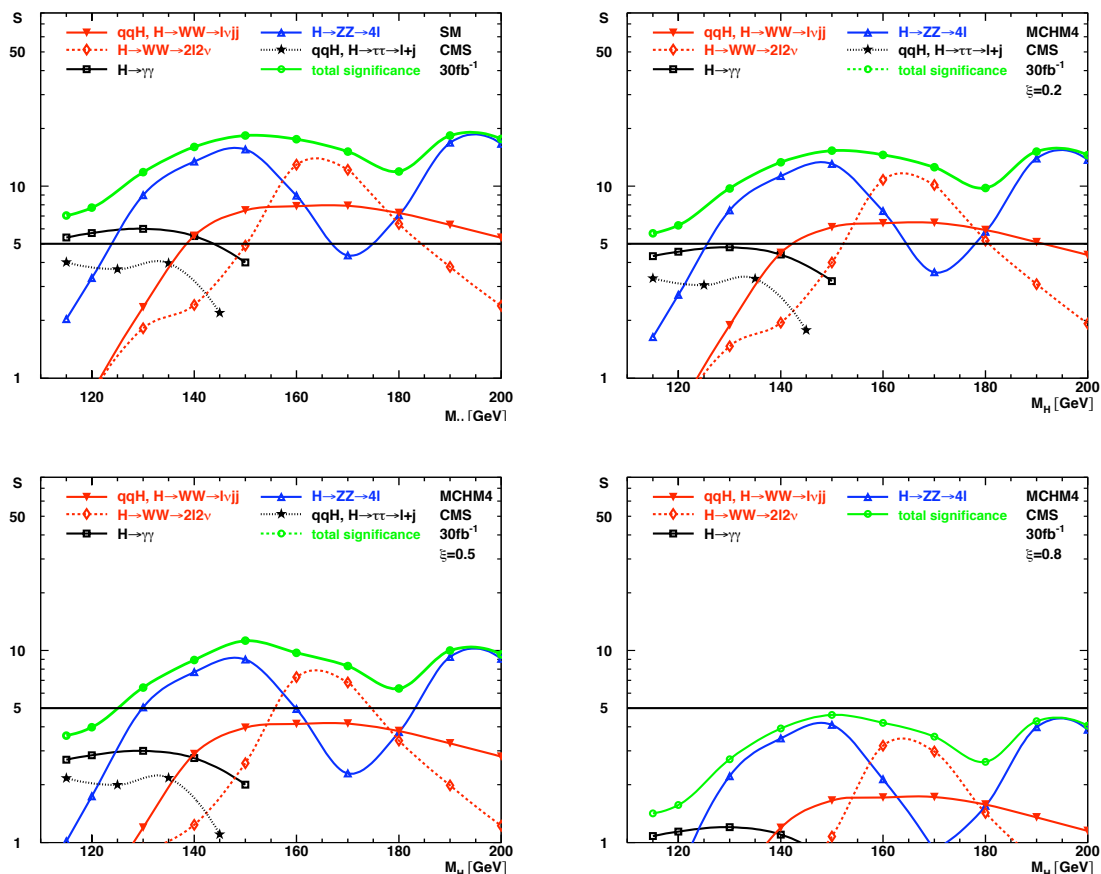 S
qqH, H→WW→lνjj H→ZZ→4l SM
50 H→WW→2l2ν qqH, H→ττ→l+j CMS
H→γγ total significance 30fb⁻¹
10
5
1
120 140 160 180 200
[GeV]
S
qqH, H→WW→lνjj H→ZZ→4l MCHM4
50 H→WW→2l2ν qqH, H→ττ→l+j CMS
H→γγ total significance 30fb⁻¹
ξ=0.2
10
5
1
120 140 160 180 200
M_H [GeV]
S
qqH, H→WW→lνjj H→ZZ→4l MCHM4
50 H→WW→2l2ν qqH, H→ττ→l+j CMS
H→γγ total significance 30fb⁻¹
ξ=0.5
10
5
1
120 140 160 180 200
M_H [GeV]
S
qqH, H→WW→lνjj H→ZZ→4l MCHM4
50 H→WW→2l2ν total significance CMS
H→γγ 30fb⁻¹
ξ=0.8
10
5
1
120 140 160 180 200
M_H [GeV]